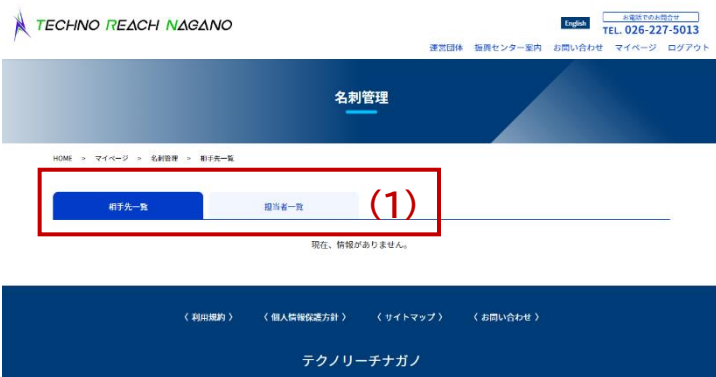 TECHNO REACH NAGANO
English
お電話でのお問合せ
TEL. 026-227-5013
運営団体 振興センター案内 お問い合わせ マイページ ログアウト
名刺管理
HOME > マイページ > 名刺管理 > 相手先一覧
相手先一覧 担当者一覧 (1)
現在、情報がありません。
〈 利用規約 〉 〈 個人情報保護方針 〉 〈 サイトマップ 〉 〈 お問い合わせ 〉
テクノリーチナガノ